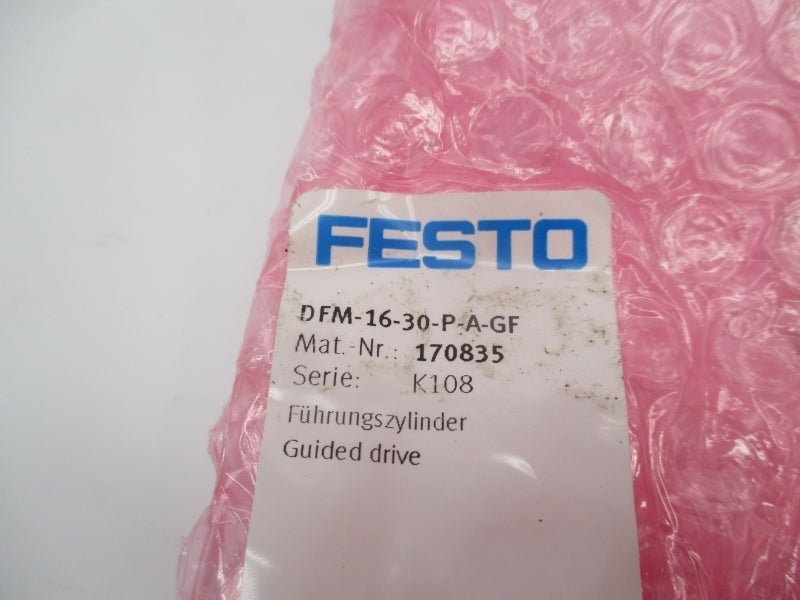 FESTO
DFM-16-30-P-A-GF
Mat.-Nr.: 170835
Serie: K108
Führungszylinder
Guided drive